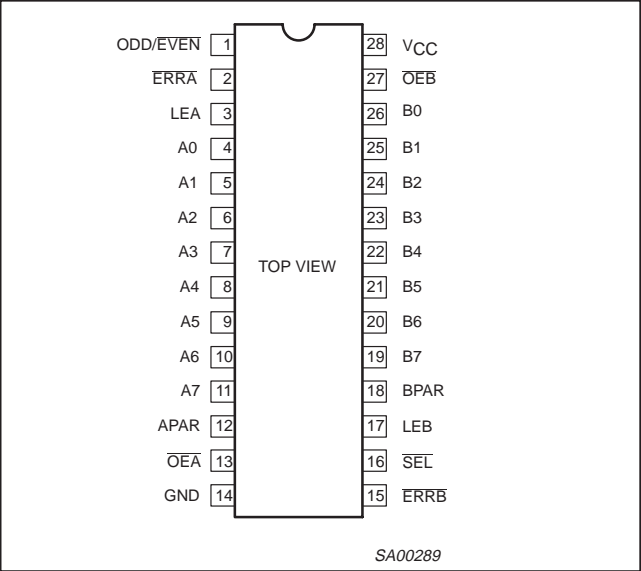 ODD/EVEN 1 28 VCC
ERRA 2 27 OEB
LEA 3 26 B0
A0 4 25 B1
A1 5 24 B2
A2 6 23 B3
A3 7 22 B4
TOP VIEW
A4 8 21 B5
A5 9 20 B6
A6 10 19 B7
A7 11 18 BPAR
APAR 12 17 LEB
OEA 13 16 SEL
GND 14 15 ERRB
SA00289